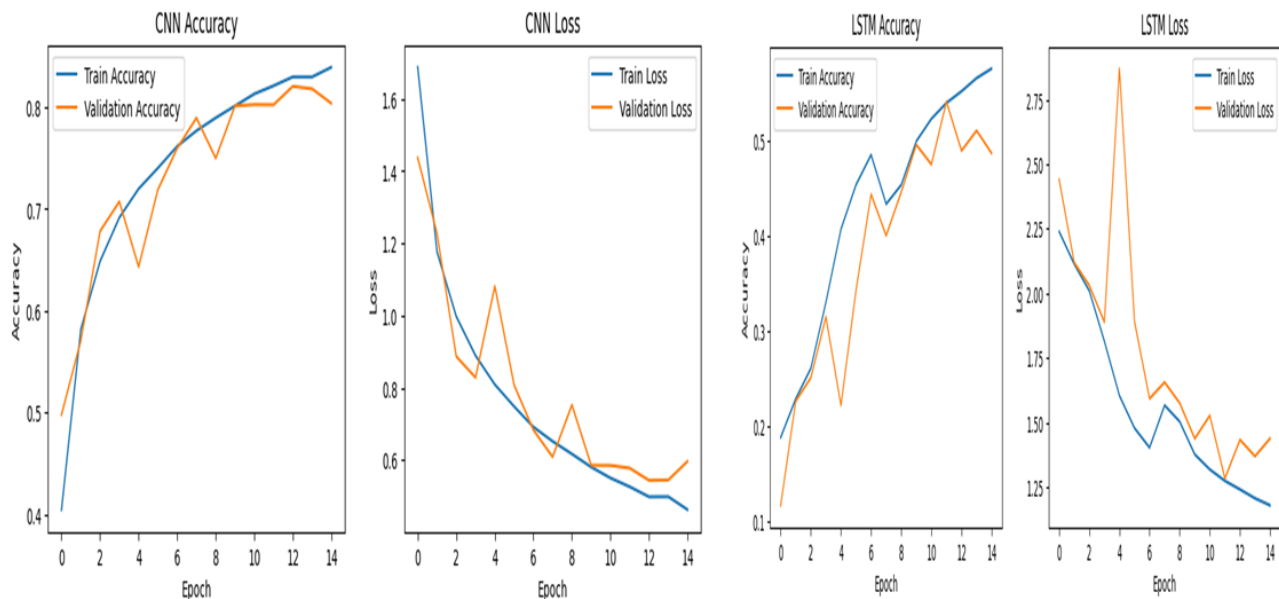 CNN Accuracy
Train Accuracy
Validation Accuracy
Accuracy
0.8
0.7
0.6
0.5
0.4
0 2 4 6 8 10 12 14
Epoch
CNN Loss
Train Loss
Validation Loss
Loss
1.6
1.4
1.2
1.0
0.8
0.6
0 2 4 6 8 10 12 14
Epoch
LSTM Accuracy
Train Accuracy
Validation Accuracy
Accuracy
0.5
0.4
0.3
0.2
0.1
0 2 4 6 8 10 12 14
Epoch
LSTM Loss
Train Loss
Validation Loss
Loss
2.75
2.50
2.25
2.00
1.75
1.50
1.25
0 2 4 6 8 10 12 14
Epoch